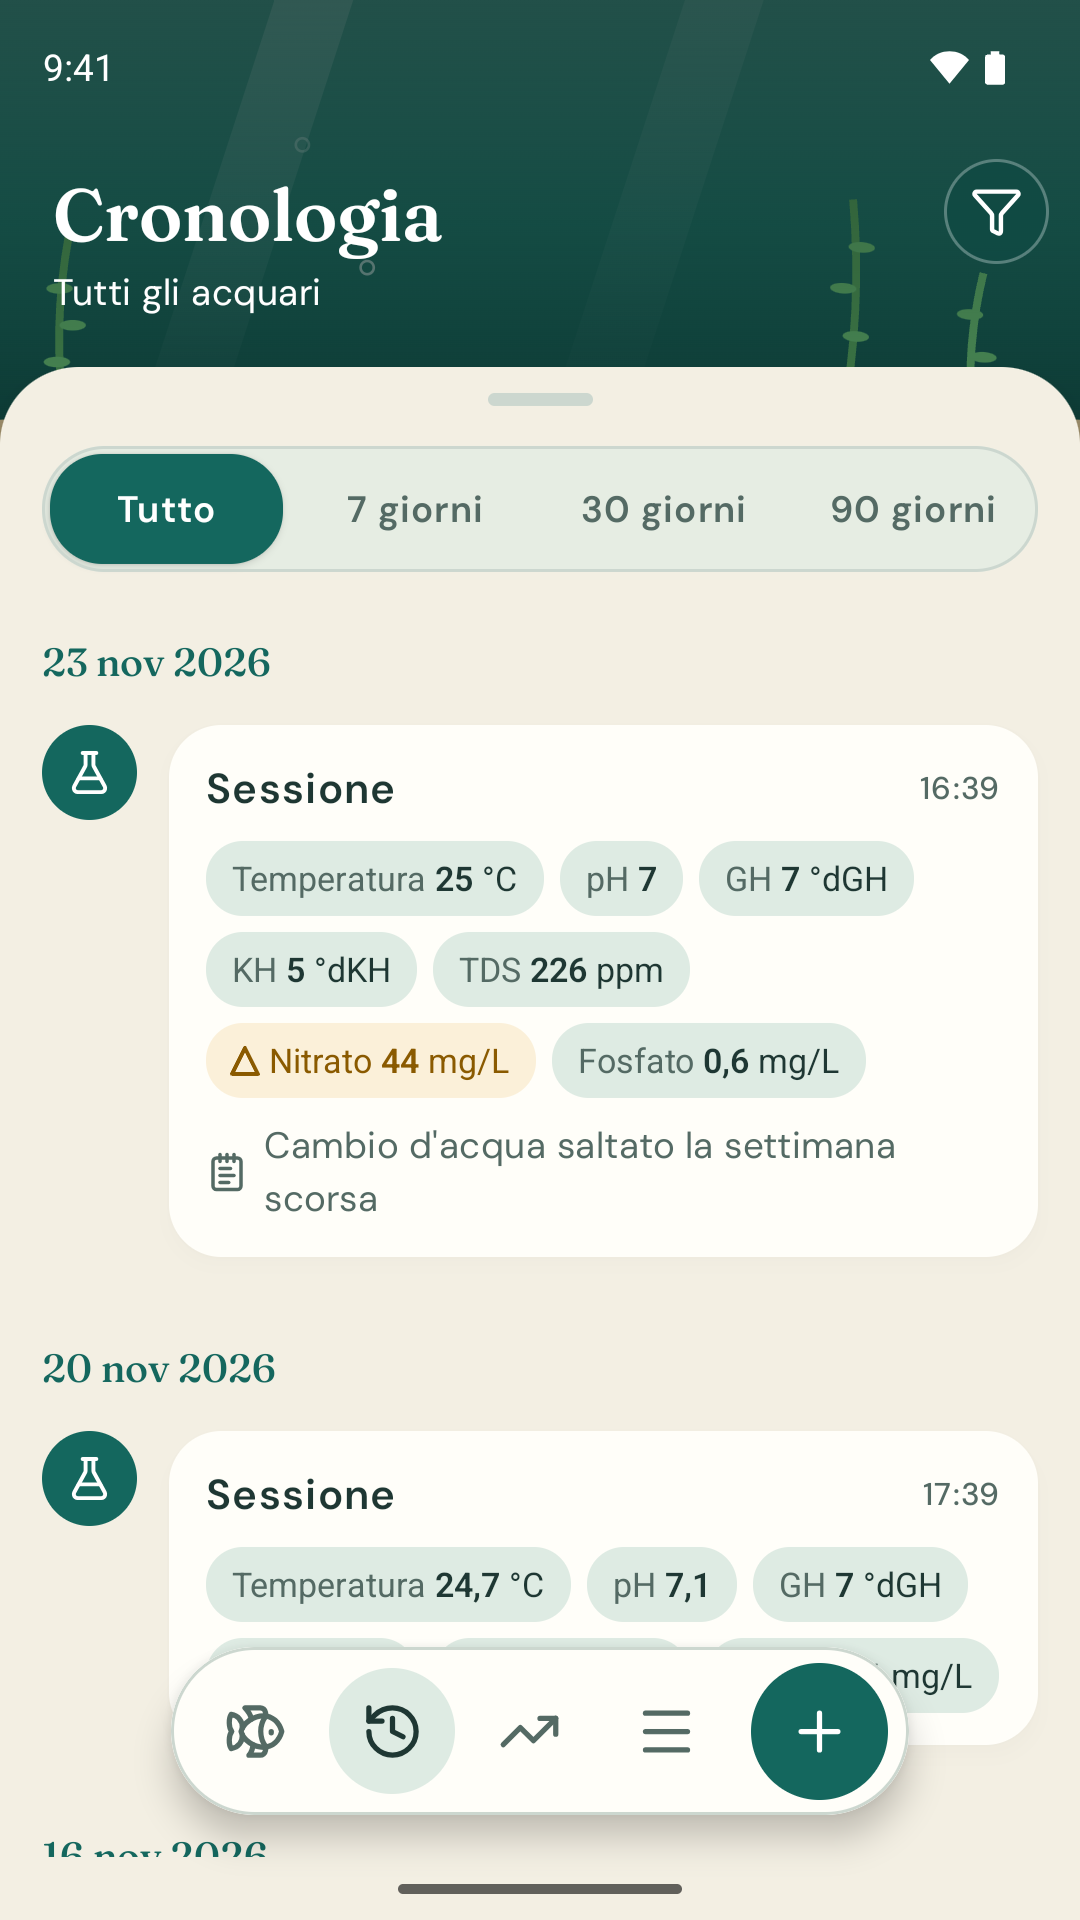 9:41
Cronologia
Tutti gli acquari
Tutto 7 giorni 30 giorni 90 giorni
23 nov 2026
Sessione 16:39
Temperatura 25 °C pH 7 GH 7 °dGH
KH 5 °dKH TDS 226 ppm
Nitrato 44 mg/L Fosfato 0,6 mg/L
Cambio d'acqua saltato la settimana
scorsa
20 nov 2026
Sessione 17:39
Temperatura 24,7 °C pH 7,1 GH 7 °dGH
mg/L
16 nov 2026